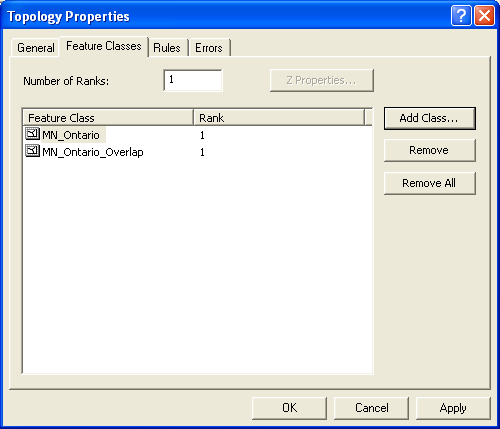 Topology Properties
General Feature Classes Rules Errors
Number of Ranks: 1 Z Properties...
Feature Class Rank
MN_Ontario 1
MN_Ontario_Overlap 1
Add Class...
Remove
Remove All
OK Cancel Apply